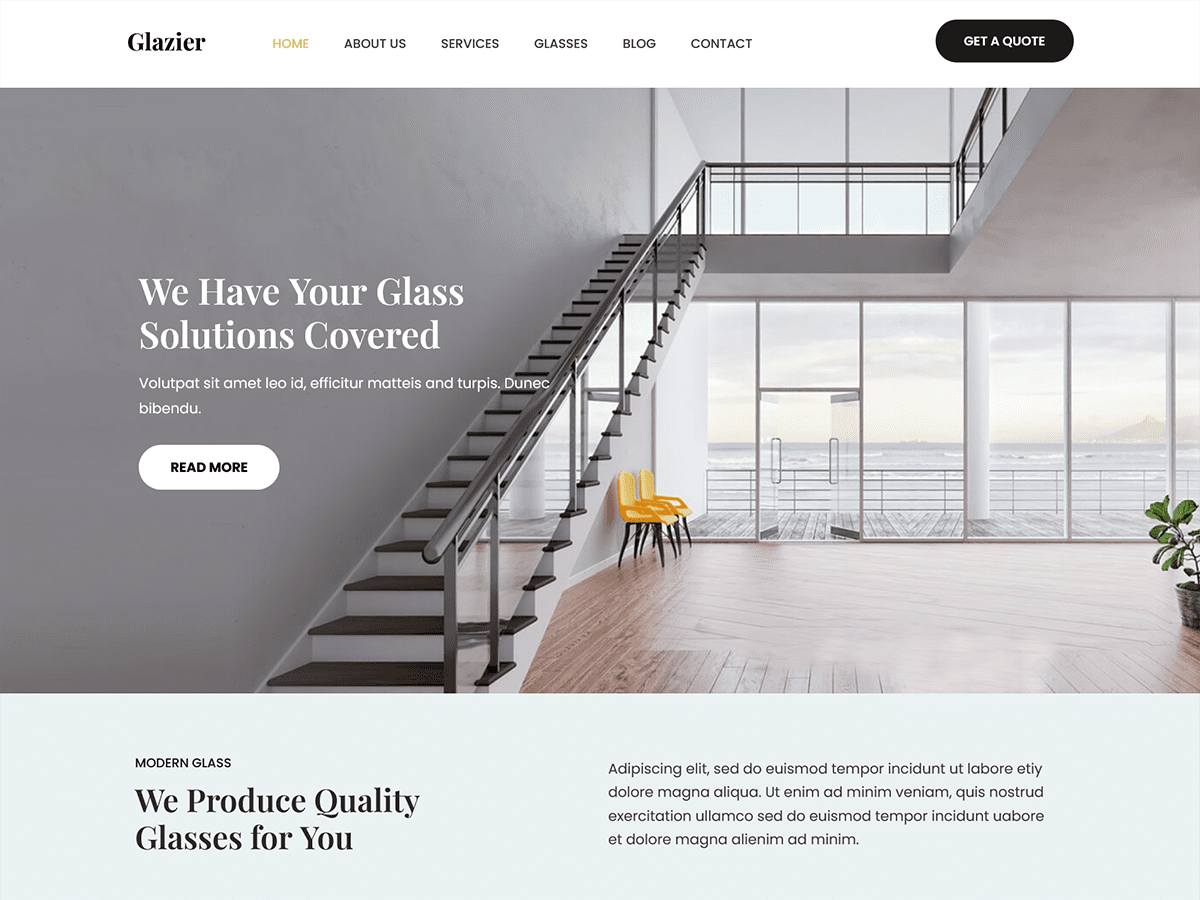 Glazier
HOME ABOUT US SERVICES GLASSES BLOG CONTACT
GET A QUOTE
We Have Your Glass
Solutions Covered
Volutpat sit amet leo id, efficitur matteis and turpis. Dunec
bibendu.
READ MORE
MODERN GLASS
We Produce Quality
Glasses for You
Adipiscing elit, sed do euismod tempor incidunt ut labore etiy
dolore magna aliqua. Ut enim ad minim veniam, quis nostrud
exercitation ullamco sed do euismod tempor incidunt uabore
et dolore magna alienim ad minim.